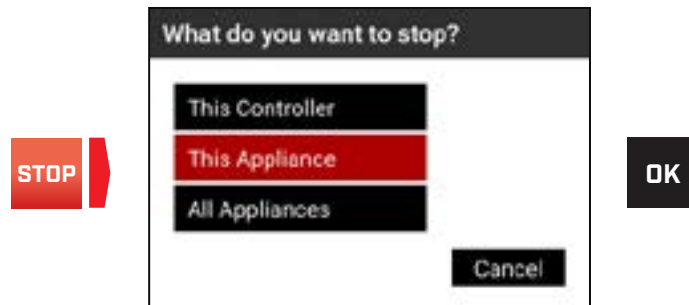 What do you want to stop?
This Controller
STOP
This Appliance
OK
All Appliances
Cancel